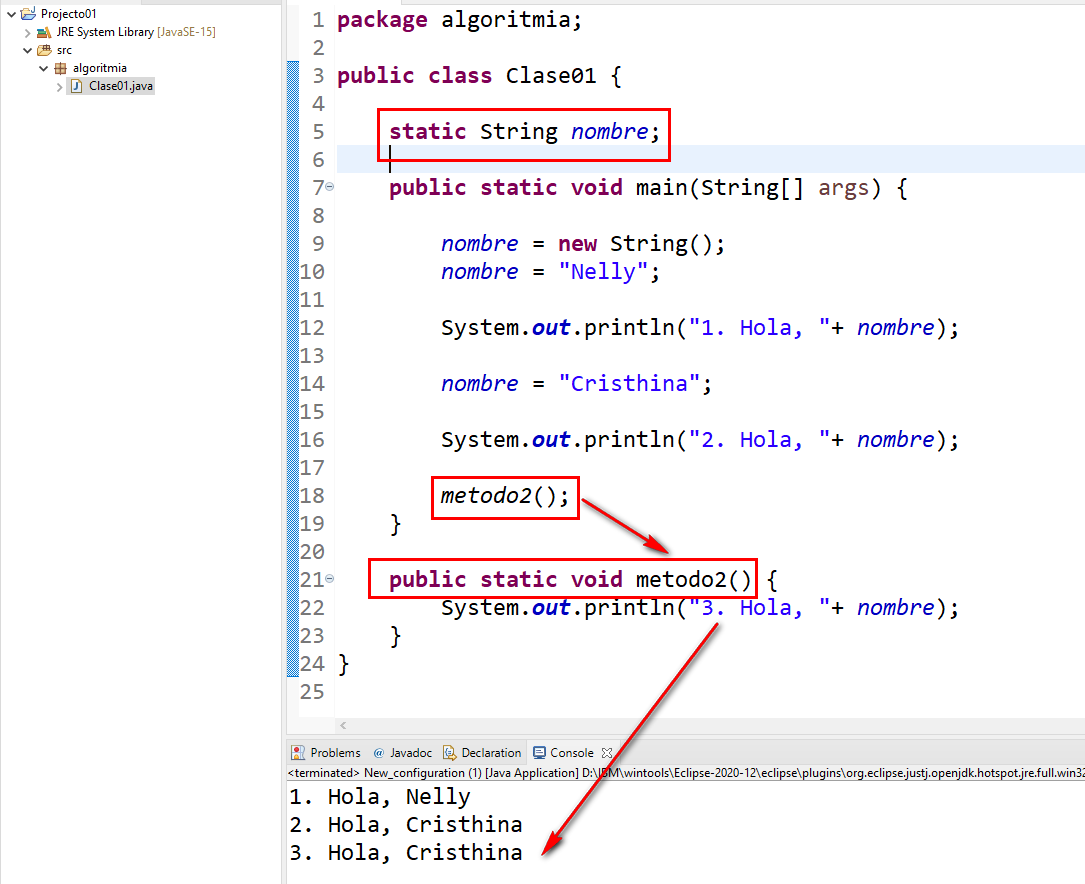 Projecto01
JRE System Library [JavaSE-15]
src
algoritmia
Clase01.java
1 package algoritmia;
2
3 public class Clase01 {
4
5 static String nombre;
6
7 public static void main(String[] args) {
8
9 nombre = new String();
10 nombre = "Nelly";
11
12 System.out.println("1. Hola, "+ nombre);
13
14 nombre = "Cristhina";
15
16 System.out.println("2. Hola, "+ nombre);
17
18 metodo2();
19 }
20
21 public static void metodo2() {
22 System.out.println("3. Hola, "+ nombre);
23 }
24 }
25
Problems @ Javadoc Declaration Console
<terminated> New_configuration (1) [Java Application] D:\IBM\wintools\Eclipse-2020-12\eclipse\plugins\org.eclipse.justj.openjdk.hotspot.jre.full.win32
1. Hola, Nelly
2. Hola, Cristhina
3. Hola, Cristhina